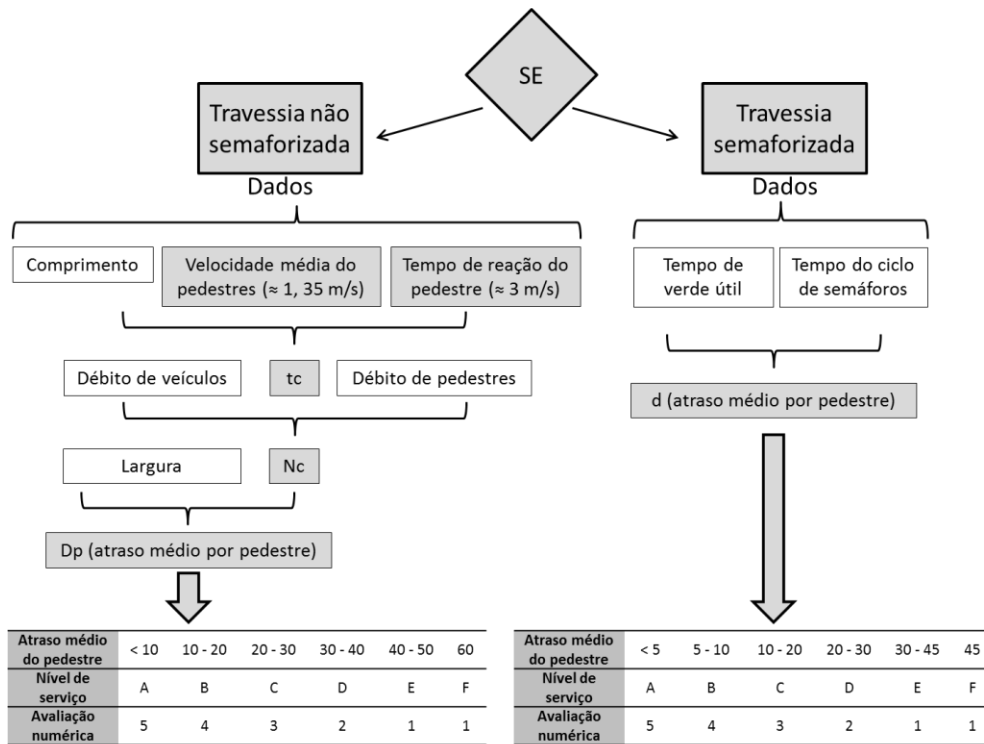 SE
Travessia não
semaforizada
Dados
Comprimento
Velocidade média do
pedestres (≈ 1, 35 m/s)
Tempo de reação do
pedestre (≈ 3 m/s)
Débito de veículos
tc
Débito de pedestres
Largura
Nc
Dp (atraso médio por pedestre)
Atraso médio
do pedestre
< 10 10 - 20 20 - 30 30 - 40 40 - 50 60
Nível de
serviço
A B C D E F
Avaliação
numérica
5 4 3 2 1 1
Travessia
semaforizada
Dados
Tempo de
verde útil
Tempo do ciclo
de semáforos
d (atraso médio por pedestre)
Atraso médio
do pedestre
< 5 5 - 10 10 - 20 20 - 30 30 - 45 45
Nível de
serviço
A B C D E F
Avaliação
numérica
5 4 3 2 1 1